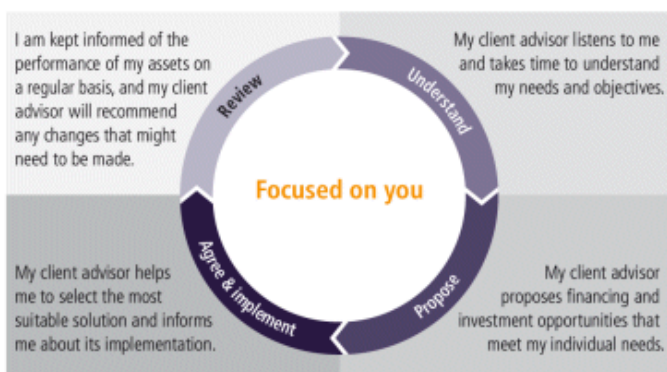 I am kept informed of the
performance of my assets on
a regular basis, and my client
advisor will recommend
any changes that might
need to be made.
Review
My client advisor listens to me
and takes time to understand
my needs and objectives.
Understand
Focused on you
My client advisor helps
me to select the most
suitable solution and informs
me about its implementation.
Agree & implement
Propose
My client advisor
proposes financing and
investment opportunities that
meet my individual needs.